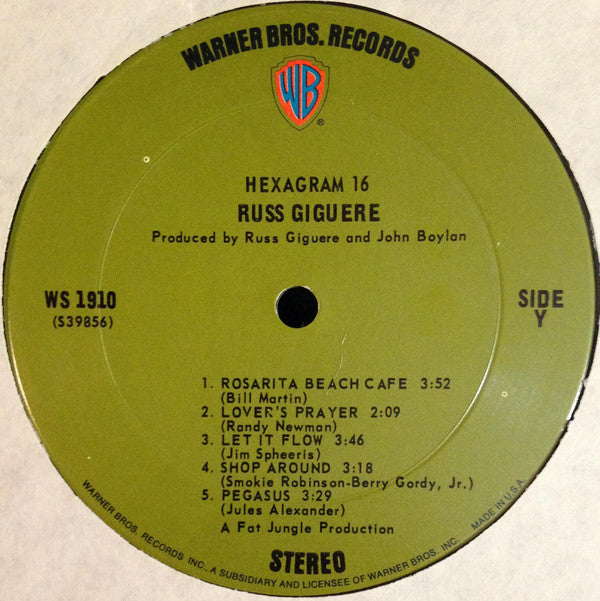 WARNER BROS. RECORDS
WB
®
HEXAGRAM 16
RUSS GIGUERE
Produced by Russ Giguere and John Boylan
WS 1910
(S39856)
SIDE
Y
1. ROSARITA BEACH CAFE 3:52
(Bill Martin)
2. LOVER'S PRAYER 2:09
(Randy Newman)
3. LET IT FLOW 3:46
(Jim Spheeris)
4. SHOP AROUND 3:18
(Smokie Robinson-Berry Gordy, Jr.)
5. PEGASUS 3:29
(Jules Alexander)
A Fat Jungle Production
STEREO
WARNER BROS. RECORDS INC., A SUBSIDIARY AND LICENSEE OF WARNER BROS. INC. MADE IN U.S.A.